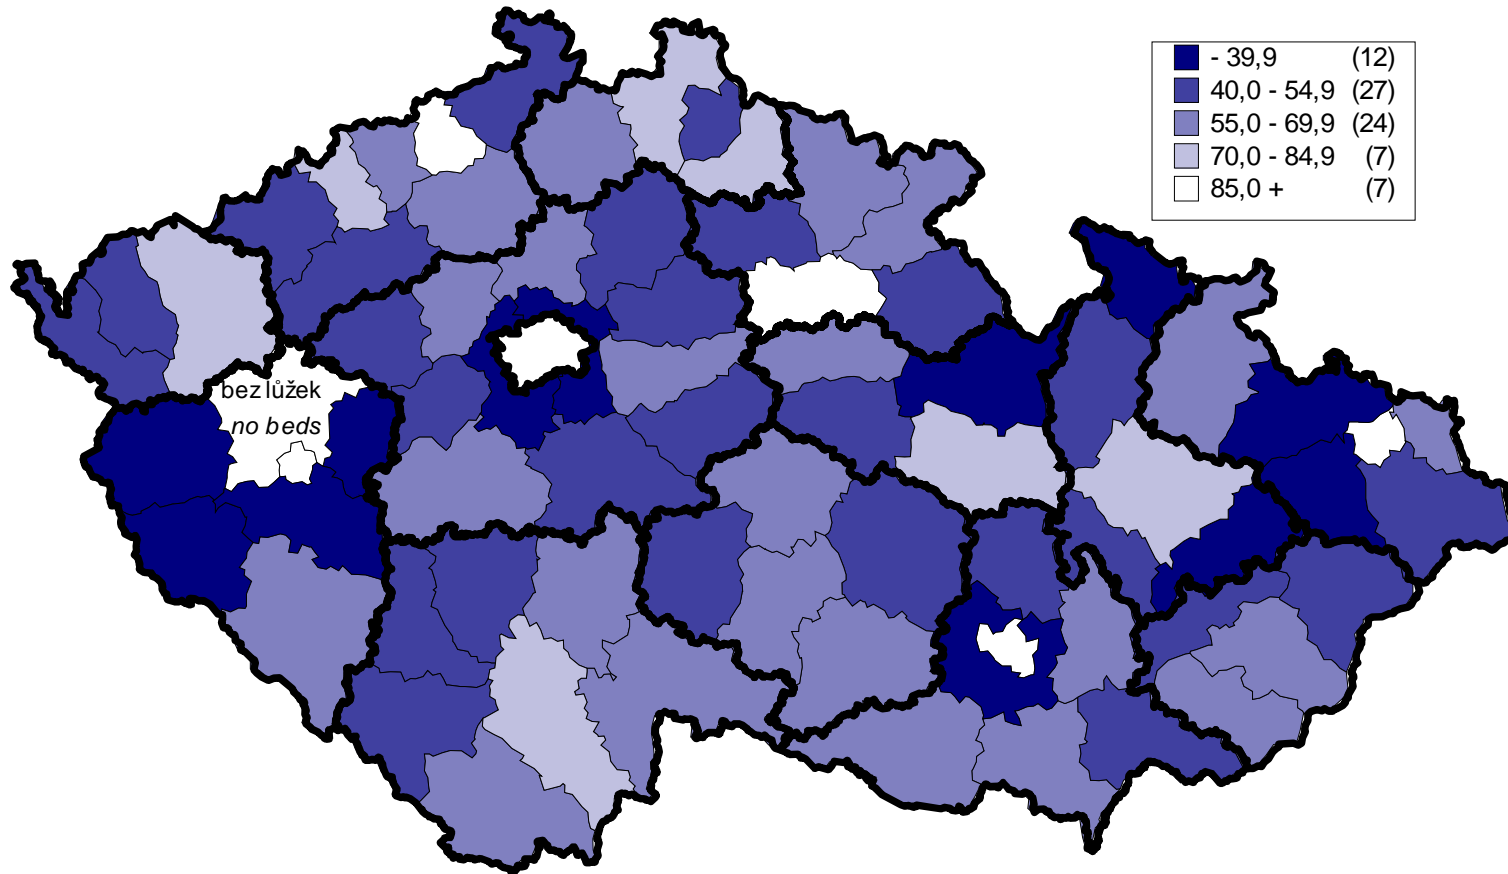 - 39,9 (12)
40,0 - 54,9 (27)
55,0 - 69,9 (24)
70,0 - 84,9 (7)
85,0 + (7)
bez lůžek
no beds